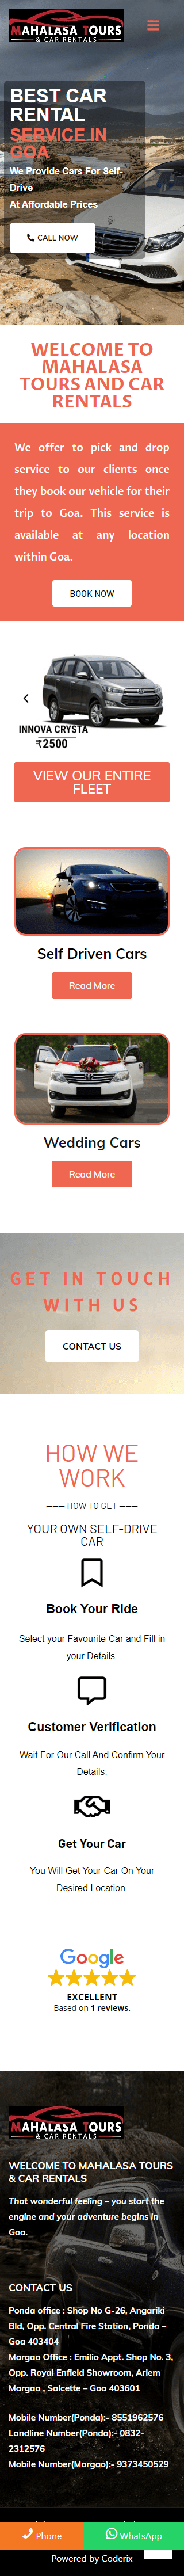 MAHALASA TOURS
& CAR RENTALS
BEST CAR
RENTAL
SERVICE IN
GOA
We Provide Cars For Self-
Drive
At Affordable Prices
CALL NOW
WELCOME TO
MAHALASA
TOURS AND CAR
RENTALS
We offer to pick and drop
service to our clients once
they book our vehicle for their
trip to Goa. This service is
available at any location
within Goa.
BOOK NOW
INNOVA CRYSTA
₹2500
VIEW OUR ENTIRE
FLEET
Self Driven Cars
Read More
Wedding Cars
Read More
GET IN TOUCH
WITH US
CONTACT US
HOW WE
WORK
——— HOW TO GET ———
YOUR OWN SELF-DRIVE
CAR
Book Your Ride
Select your Favourite Car and Fill in
your Details.
Customer Verification
Wait For Our Call And Confirm Your
Details.
Get Your Car
You Will Get Your Car On Your
Desired Location.
Google
EXCELLENT
Based on 1 reviews.
MAHALASA TOURS
& CAR RENTALS
WELCOME TO MAHALASA TOURS
& CAR RENTALS
That wonderful feeling – you start the
engine and your adventure begins in
Goa.
CONTACT US
Ponda office : Shop No G-26, Angariki
Bld, Opp. Central Fire Station, Ponda –
Goa 403404
Margao Office : Emilio Appt. Shop No. 3,
Opp. Royal Enfield Showroom, Arlem
Margao , Salcette – Goa 403601
Mobile Number(Ponda):- 8551962576
Landline Number(Ponda):- 0832-
2312576
Mobile Number(Margao):- 9373450529
Phone
WhatsApp
Powered by Coderix